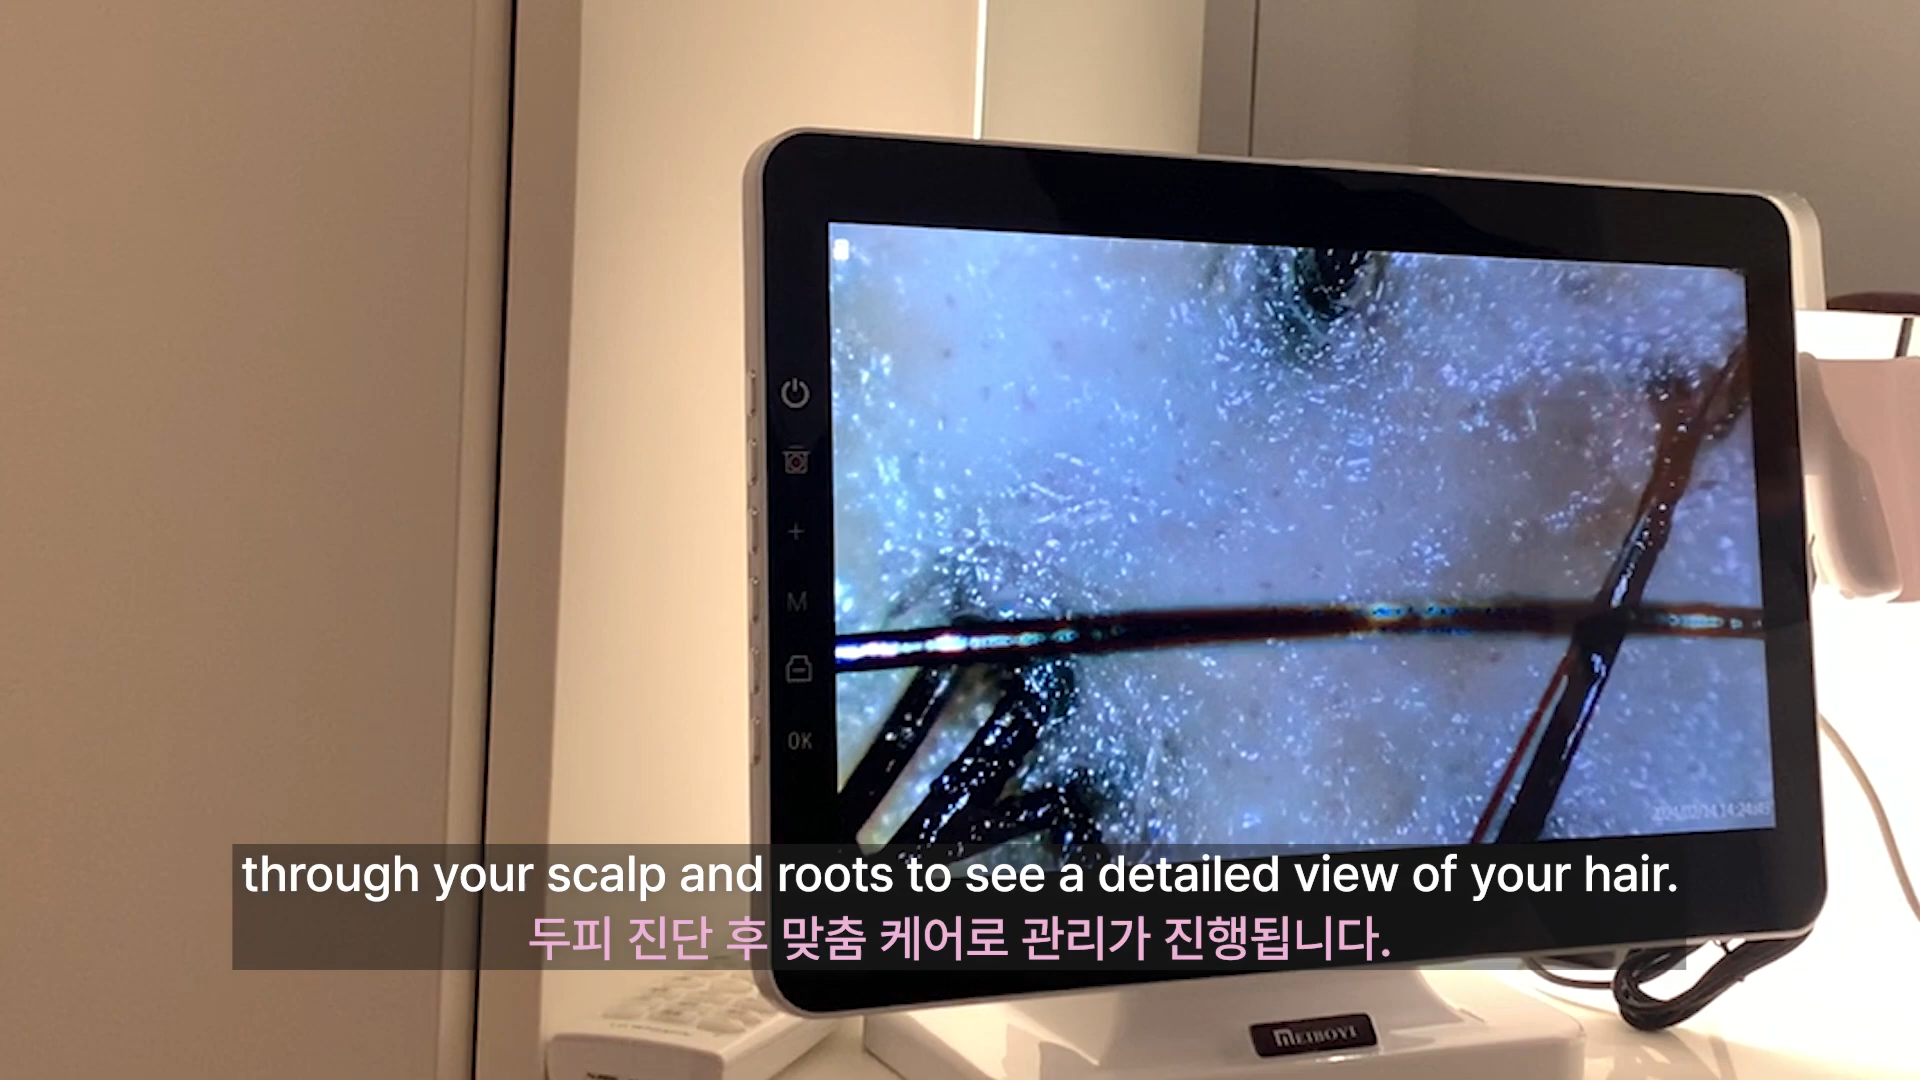 +
M
OK
through your scalp and roots to see a detailed view of your hair.
두피 진단 후 맞춤 케어로 관리가 진행됩니다.
MEIBOYI